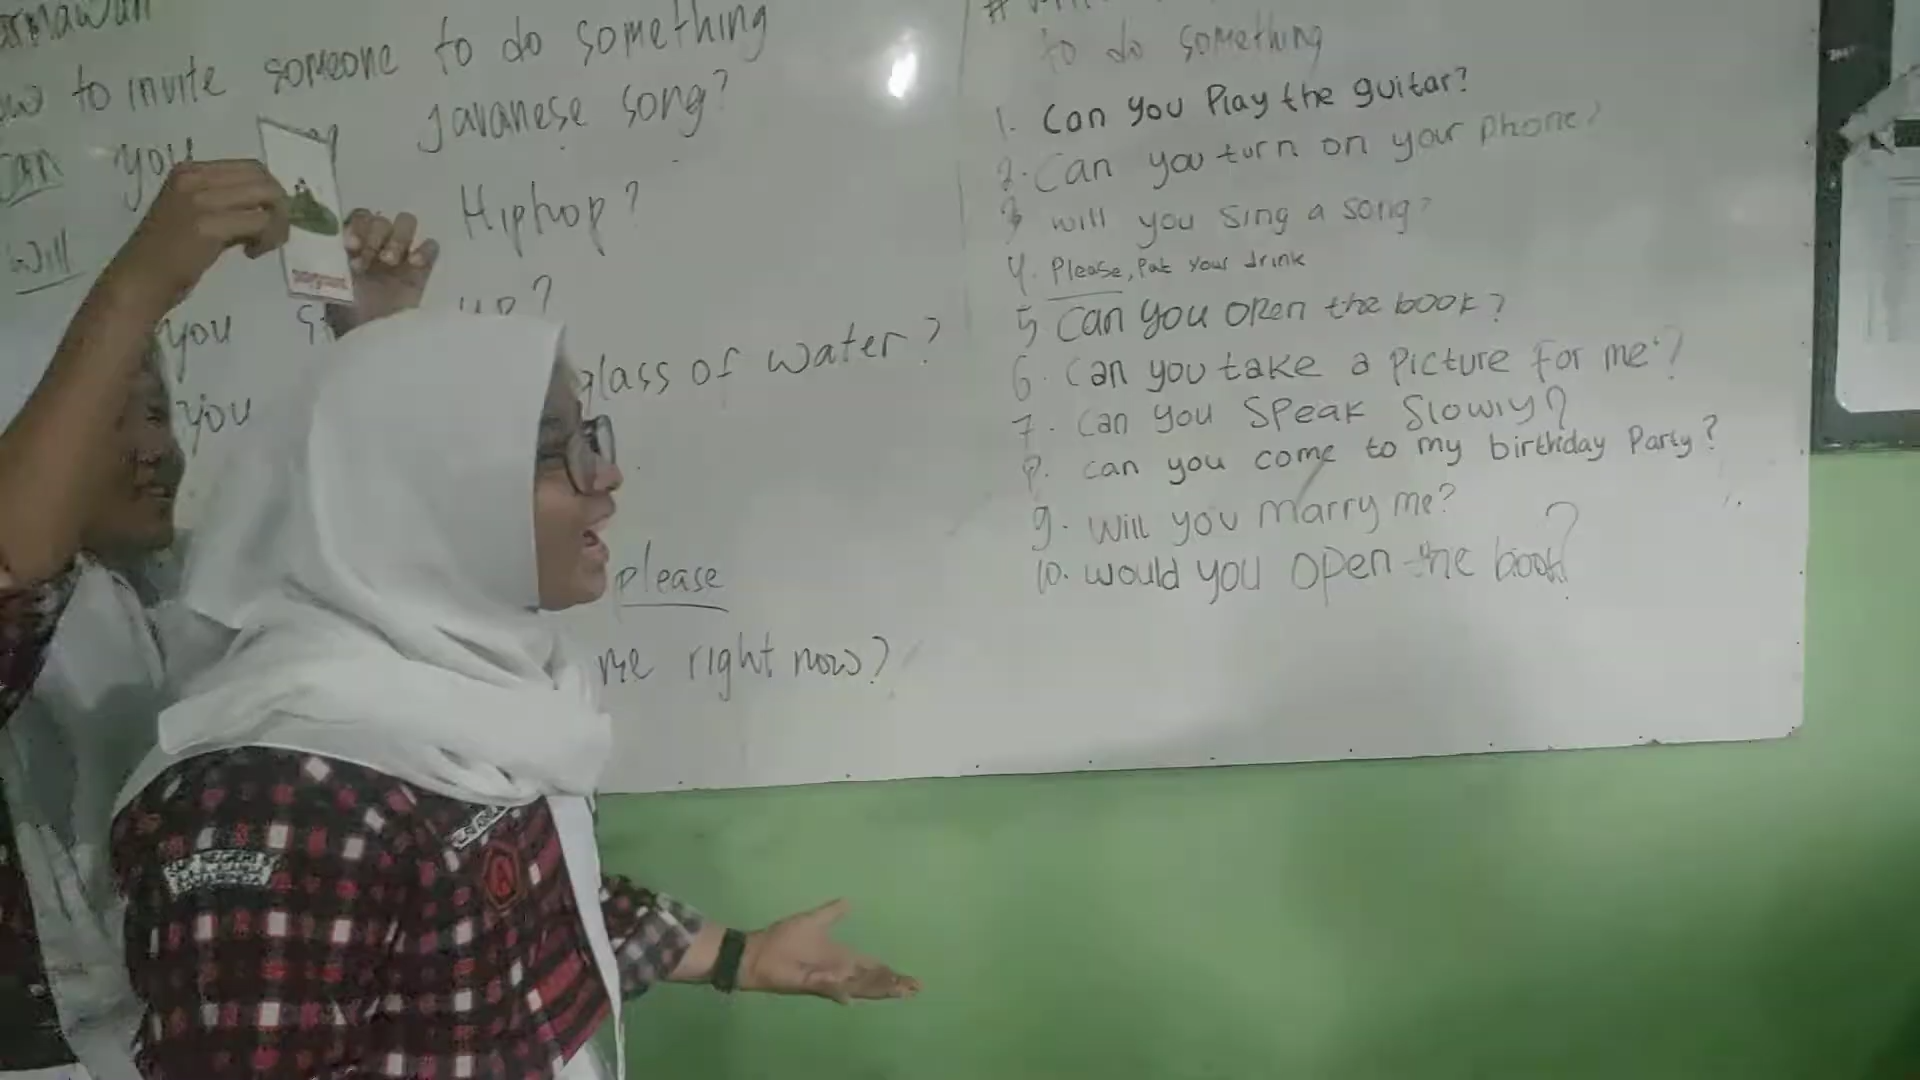 to invite someone to do something
can you javanese song?
Will Hiphop?
you up?
you glass of water?
please
me right now?
#
to do something
1. Can you Play the guitar?
2. Can you turn on your phone?
3 will you sing a song?
4. Please, Put your drink
5 Can you open the book?
6. Can you take a picture for me?
7. Can you speak slowly?
8. can you come to my birthday Party?
9. Will you marry me?
10. Would you open the book?